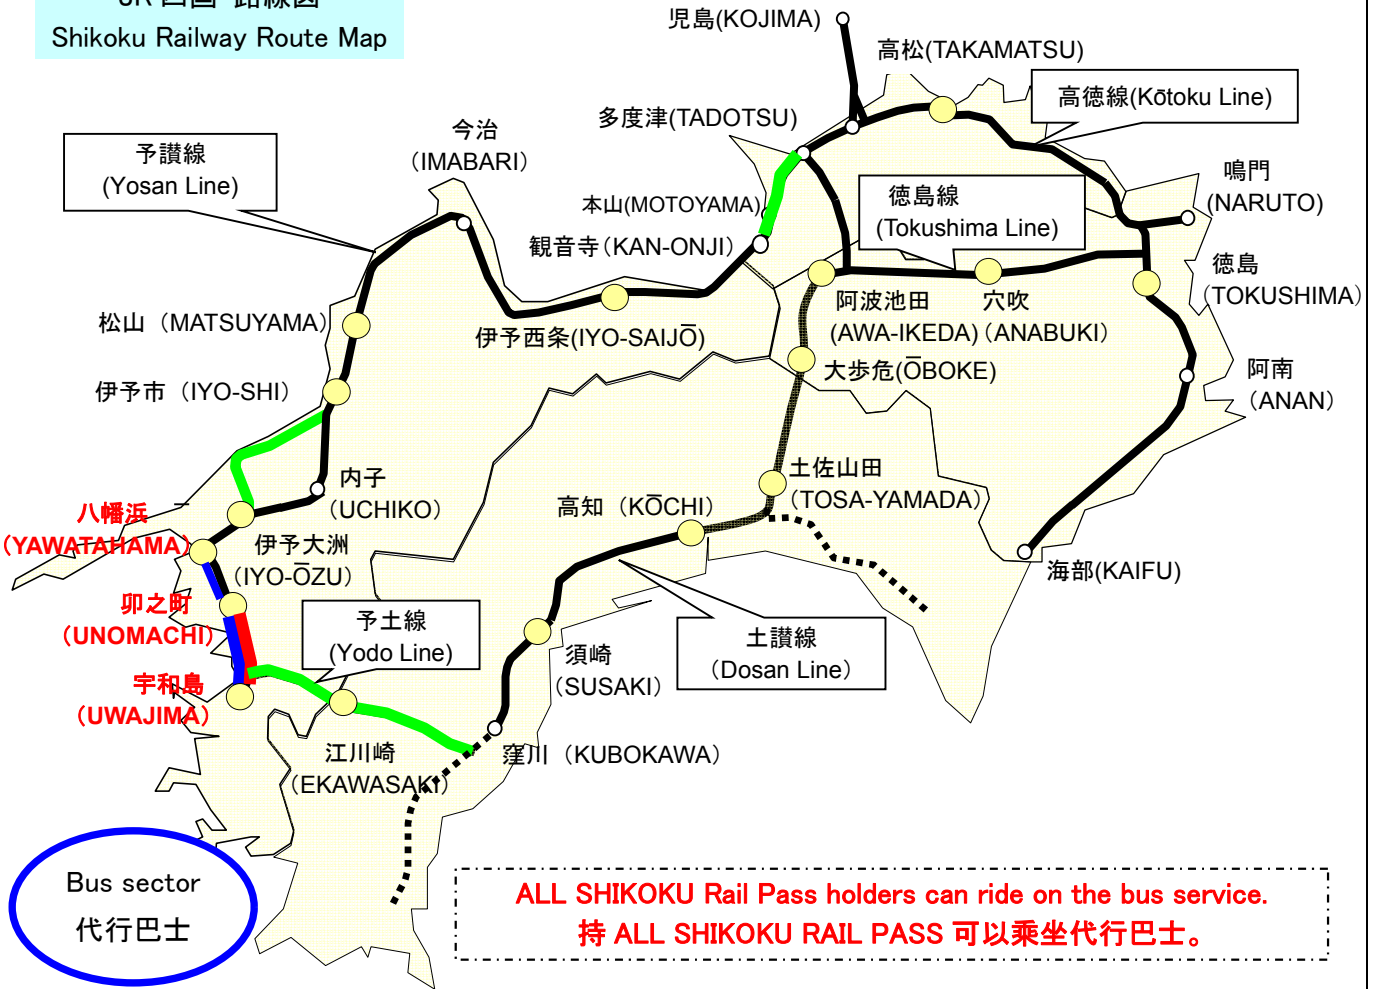 Shikoku Railway Route Map
児島(KOJIMA)
高松(TAKAMATSU)
高徳線(Kōtoku Line)
多度津(TADOTSU)
今治
(IMABARI)
予讃線
(Yosan Line)
鳴門
(NARUTO)
本山(MOTOYAMA)
徳島線
(Tokushima Line)
観音寺(KAN-ONJI)
徳島
(TOKUSHIMA)
阿波池田
(AWA-IKEDA)
穴吹
(ANABUKI)
松山(MATSUYAMA)
伊予西条(IYO-SAIJŌ)
大歩危(ŌBOKE)
阿南
(ANAN)
伊予市(IYO-SHI)
内子
(UCHIKO)
土佐山田
(TOSA-YAMADA)
高知(KŌCHI)
八幡浜
(YAWATAHAMA)
伊予大洲
(IYO-ŌZU)
海部(KAIFU)
卯之町
(UNOMACHI)
予土線
(Yodo Line)
土讃線
(Dosan Line)
須崎
(SUSAKI)
宇和島
(UWAJIMA)
江川崎
(EKAWASAKI)
窪川(KUBOKAWA)
Bus sector
代行巴士
ALL SHIKOKU Rail Pass holders can ride on the bus service.
持 ALL SHIKOKU RAIL PASS 可以乘坐代行巴士。